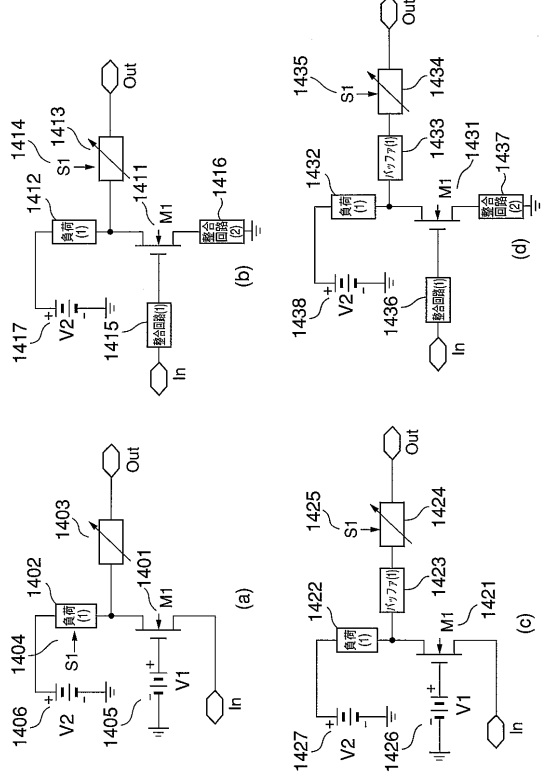 1406
1404
1402
負荷
(1)
S1
V2
+
-
1403
Out
1405
1401
M1
V1
+
-
In
(a)
1417
1412
負荷
(1)
V2
+
-
1414
S1
1413
Out
1411
M1
1415
整合回路(1)
1416
整合
回路
(2)
In
(b)
1427
1422
負荷
(1)
V2
+
-
1425
S1
バッファ(1)
1423
1424
Out
1426
M1
1421
V1
+
-
In
(c)
1438
1432
負荷
(1)
V2
+
-
1435
S1
バッファ(1)
1433
1434
Out
1431
M1
1436
整合回路(1)
1437
整合
回路
(2)
In
(d)